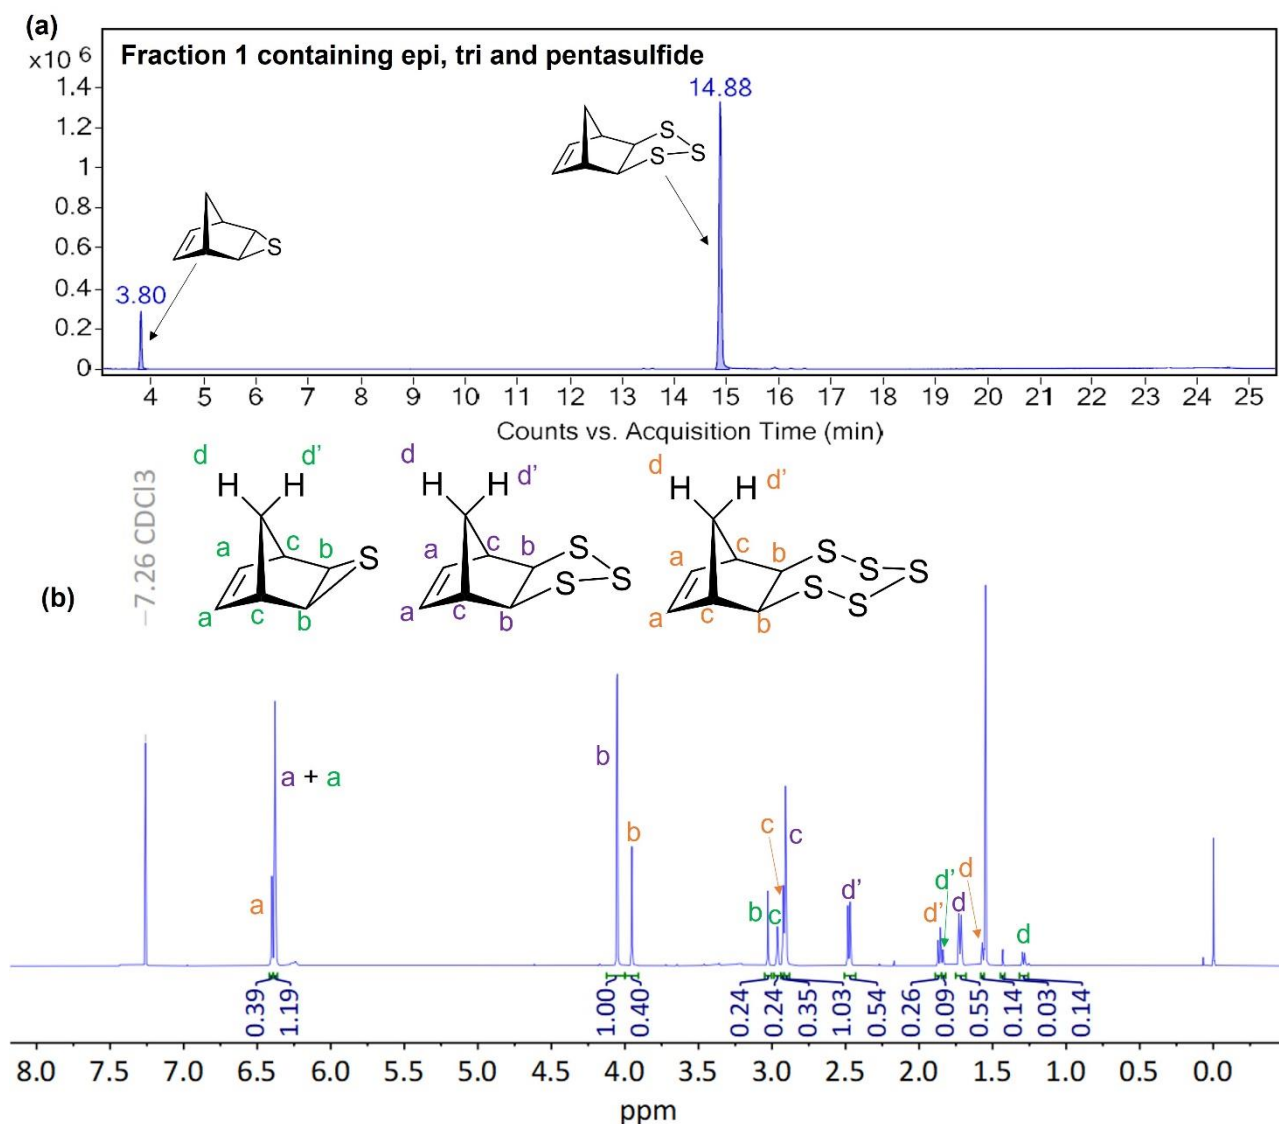 (a)
x10 6
Fraction 1 containing epi, tri and pentasulfide
1.4
1.2
1
0.8
0.6
0.4
0.2
0
3.80
14.88
S
S
S
S
4 5 6 7 8 9 10 11 12 13 14 15 16 17 18 19 20 21 22 23 24 25
Counts vs. Acquisition Time (min)
(b)
−7.26 CDCl3
d d'
H H
a c b S
a c b
d d'
H H
a c b S S
S
a c b
d d'
H H
a c b S S S
S S
a c b
a
a + a
b
b
b
c
c
c
d'
d'
d'
d
d
d
0.39
1.19
1.00
0.40
0.24
0.24
0.35
1.03
0.54
0.26
0.09
0.55
0.14
0.03
0.14
8.0 7.5 7.0 6.5 6.0 5.5 5.0 4.5 4.0 3.5 3.0 2.5 2.0 1.5 1.0 0.5 0.0
ppm